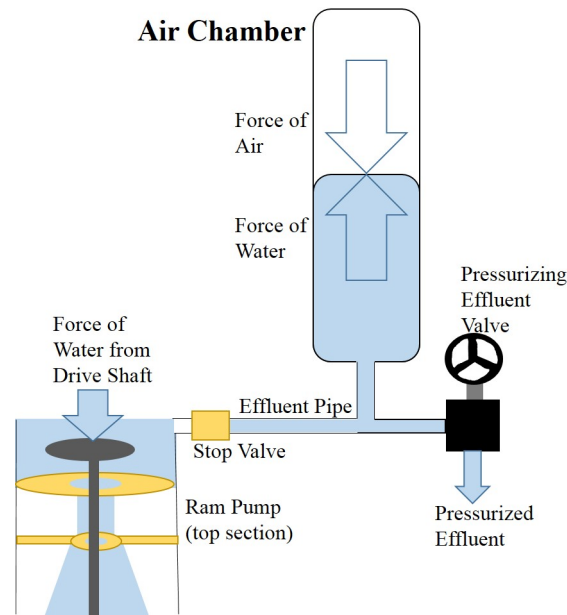 Air Chamber
Force of
Air
Force of
Water
Pressurizing
Effluent
Valve
Force of
Water from
Drive Shaft
Effluent Pipe
Stop Valve
Ram Pump
(top section)
Pressurized
Effluent